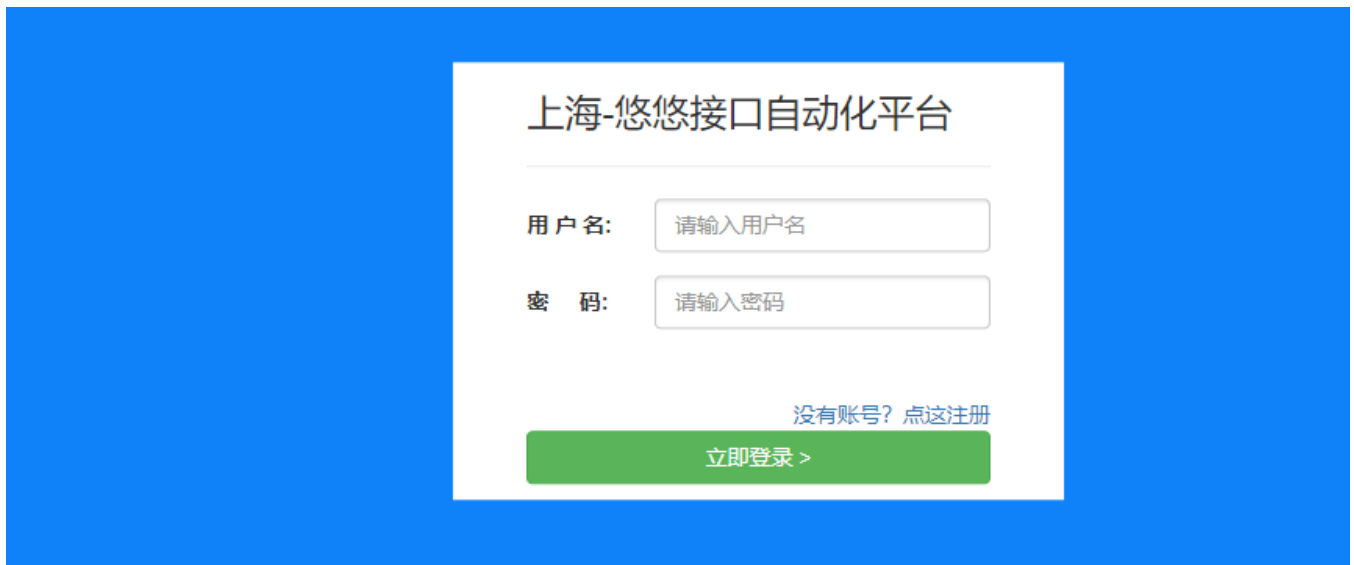 上海-悠悠接口自动化平台
用 户 名: 请输入用户名
密 码: 请输入密码
没有账号？点这注册
立即登录 >